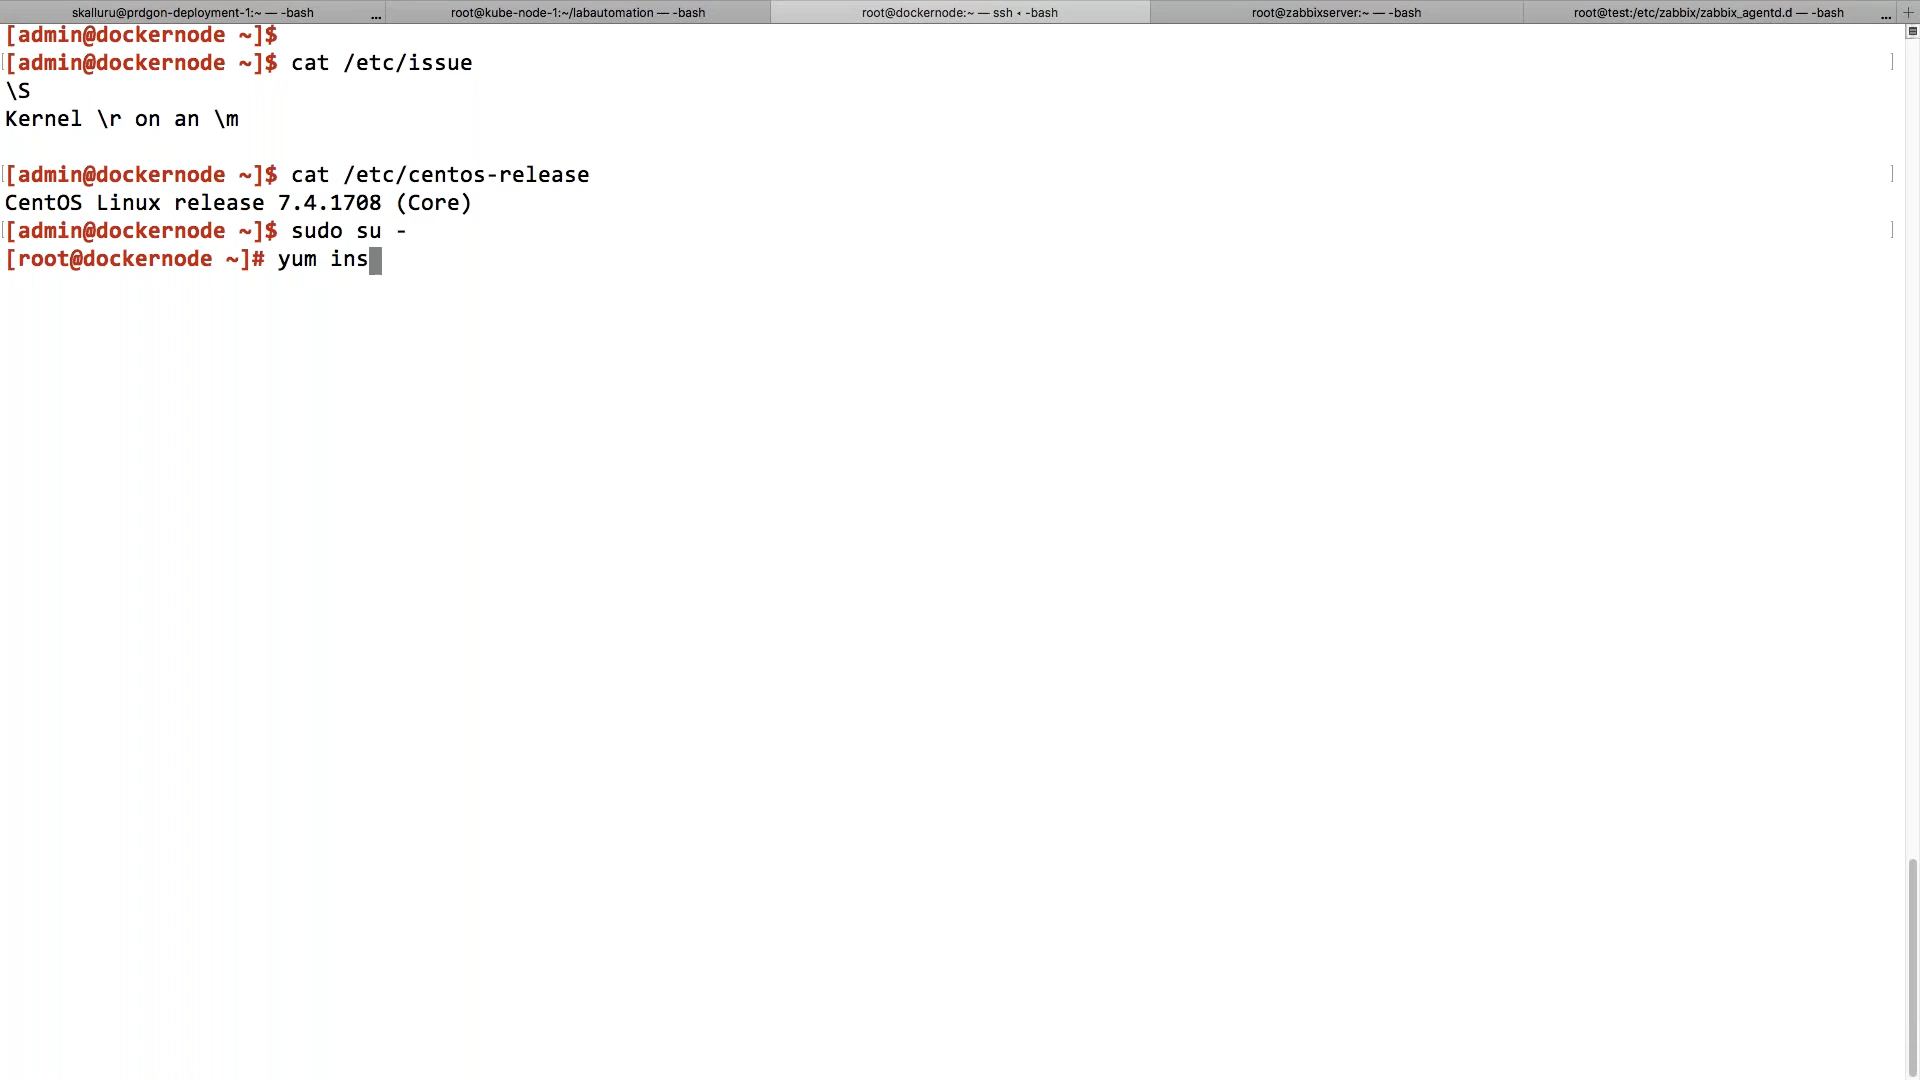 skalluru@prdgon-deployment-1:~ — -bash ... root@kube-node-1:~/labautomation — -bash root@dockernode:~ — ssh ◂ -bash root@zabbixserver:~ — -bash root@test:/etc/zabbix/zabbix_agentd.d — -bash ... +
[admin@dockernode ~]$
[admin@dockernode ~]$ cat /etc/issue
\S
Kernel \r on an \m
[admin@dockernode ~]$ cat /etc/centos-release
CentOS Linux release 7.4.1708 (Core)
[admin@dockernode ~]$ sudo su -
[root@dockernode ~]# yum ins